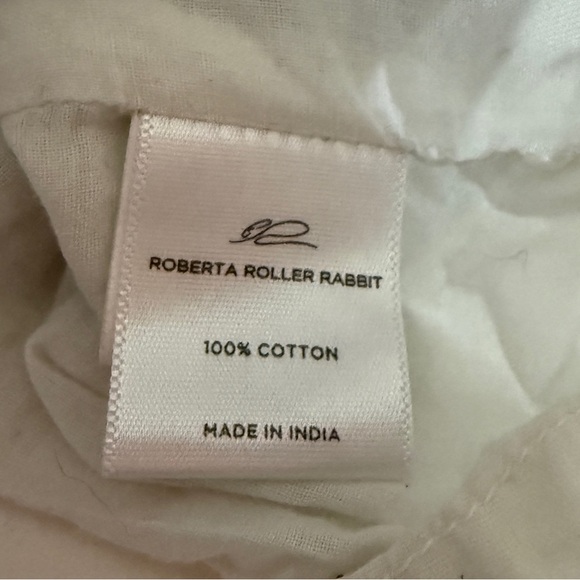 ROBERTA ROLLER RABBIT
100% COTTON
MADE IN INDIA